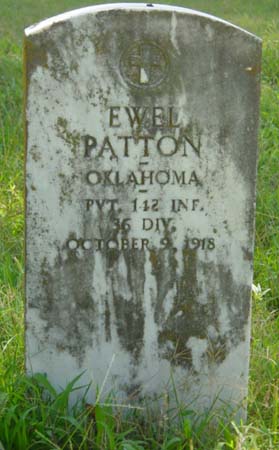 EWEL
PATTON
OKLAHOMA
PVT. 142 INF.
36 DIV.
OCTOBER 9, 1918